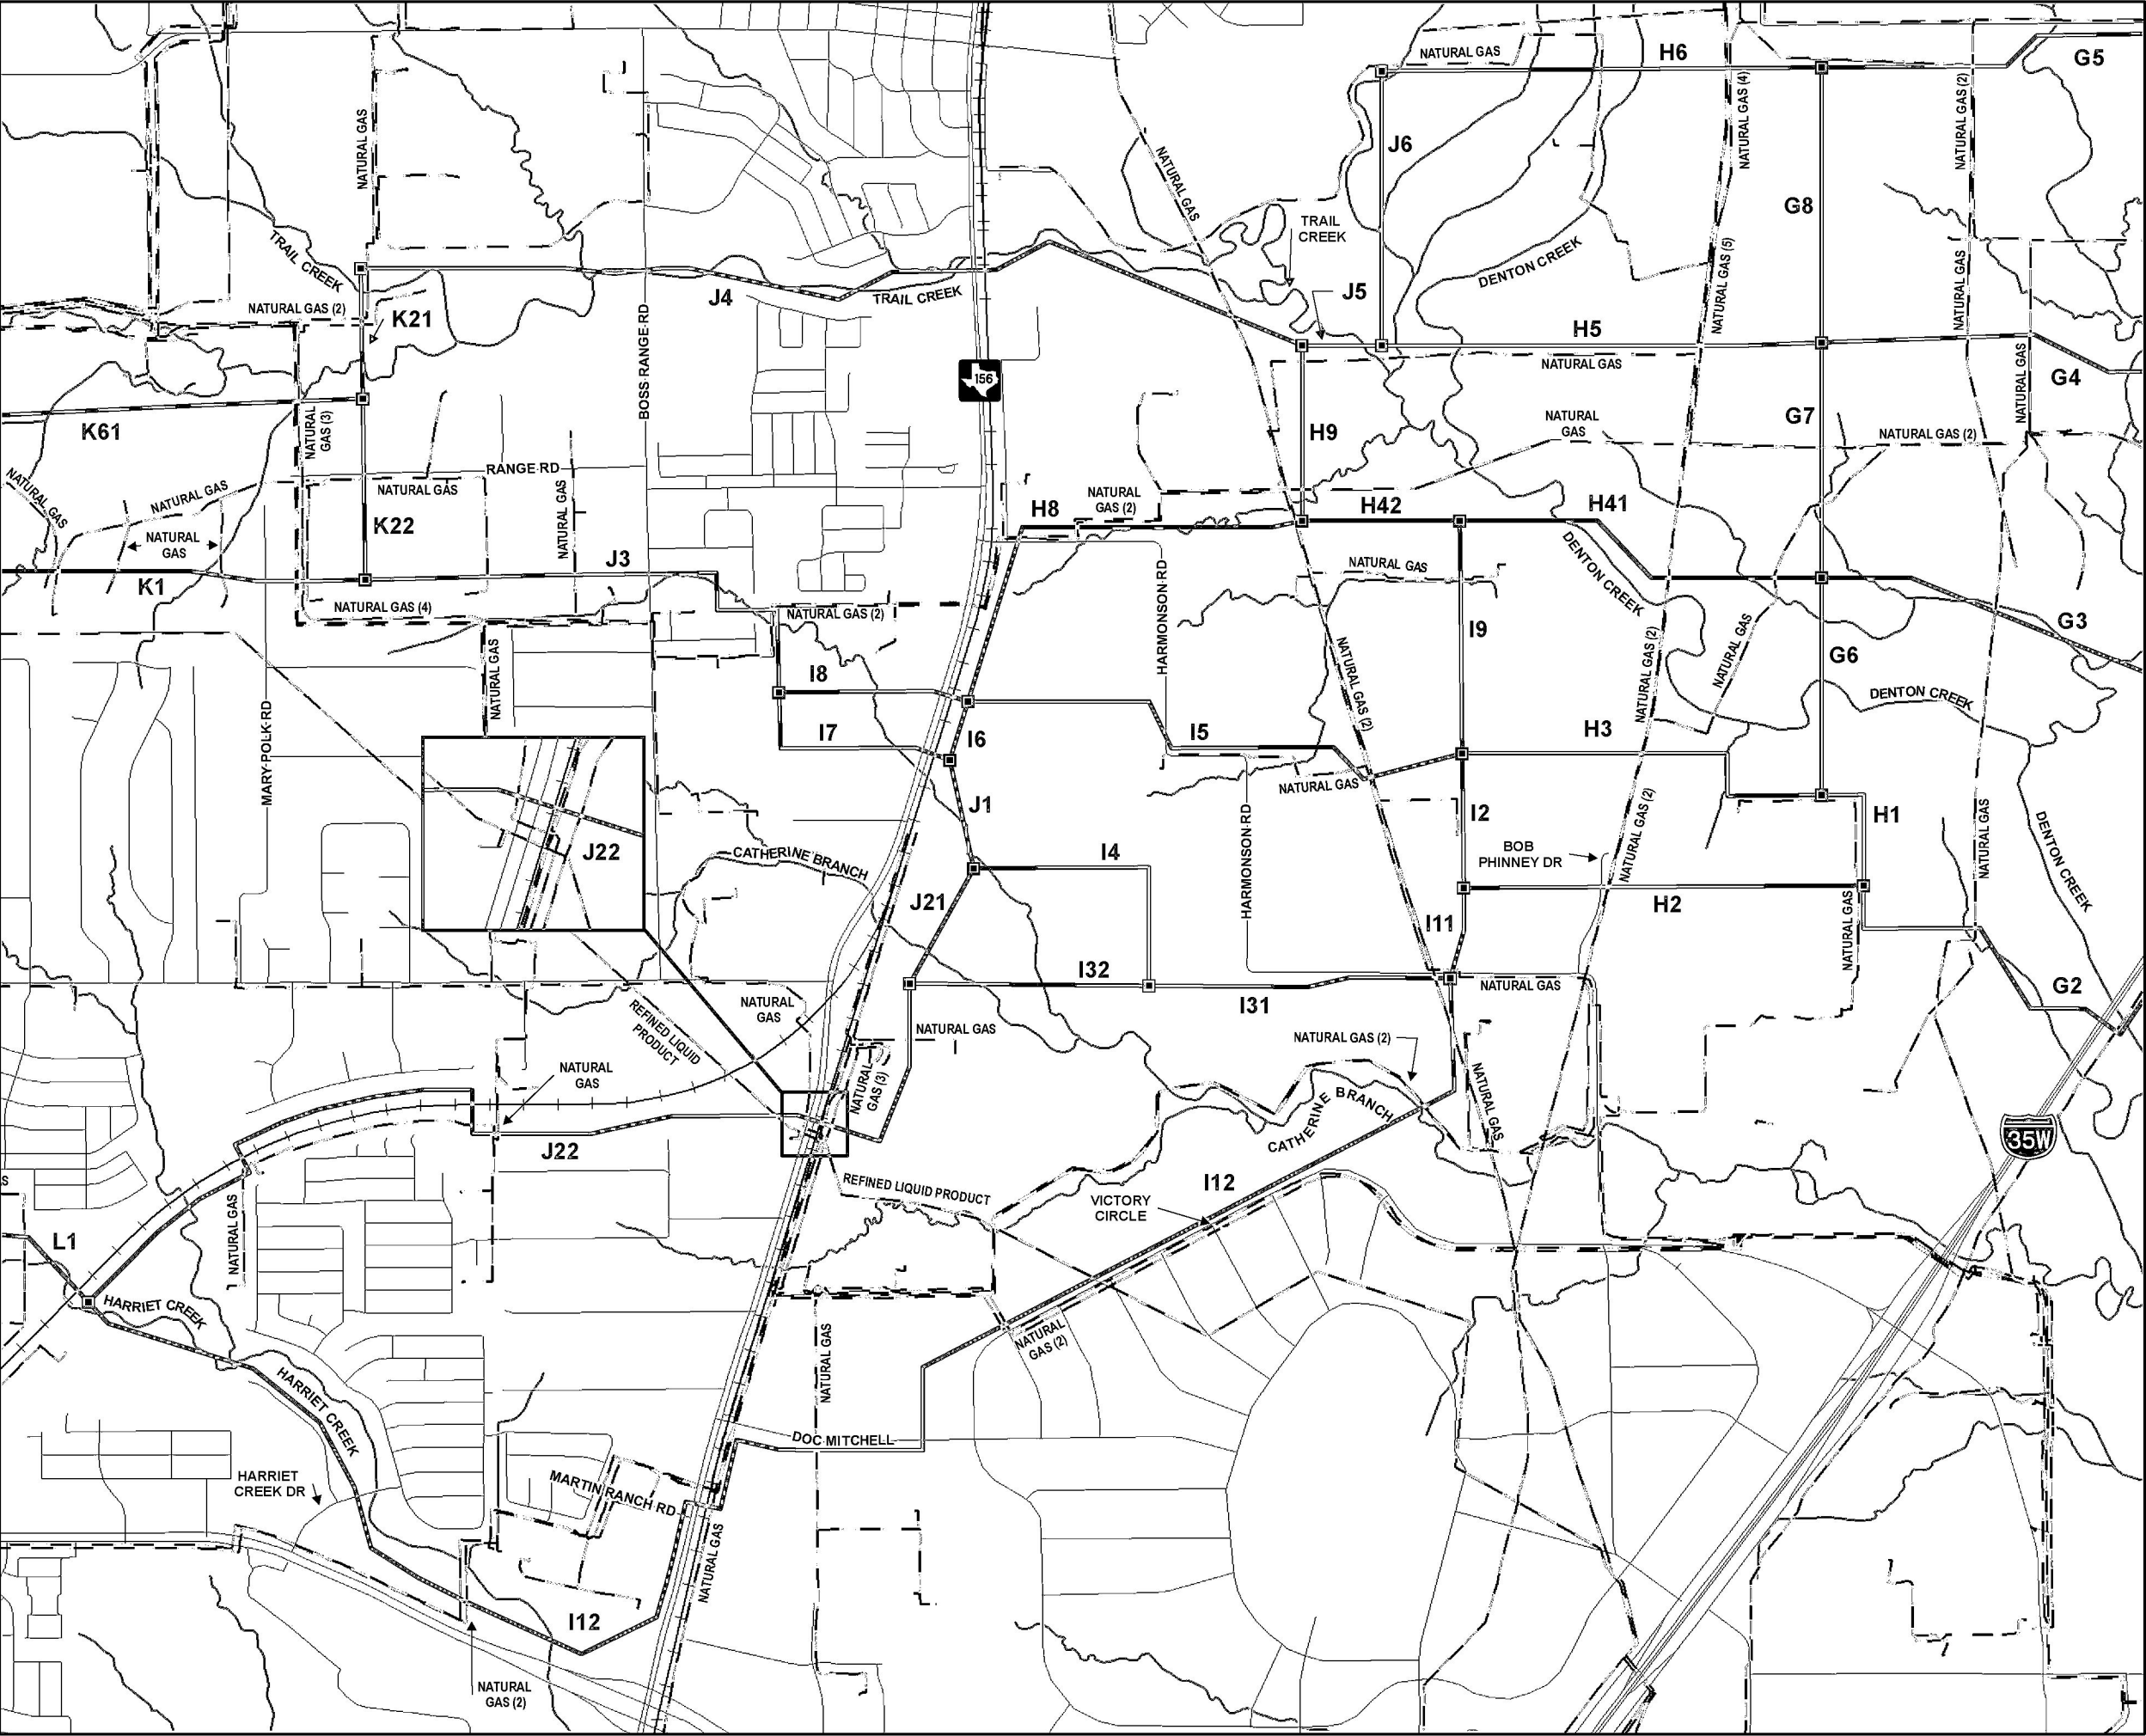 NATURAL GAS
H6
G5
NATURAL GAS (4)
NATURAL GAS (2)
NATURAL GAS
J6
NATURAL GAS
G8
TRAIL CREEK
TRAIL
CREEK
DENTON CREEK
NATURAL GAS (5)
NATURAL GAS
NATURAL GAS (2)
K21
J4
TRAIL CREEK
J5
H5
NATURAL GAS
BOSS RANGE RD
156
G4
NATURAL GAS
K61
NATURAL
GAS (3)
H9
NATURAL
GAS
G7
NATURAL GAS (2)
RANGE RD
NATURAL GAS
NATURAL GAS
NATURAL GAS
NATURAL GAS
K22
NATURAL
GAS
H8
NATURAL
GAS (2)
H42
H41
J3
K1
NATURAL GAS (4)
NATURAL GAS (2)
NATURAL GAS
DENTON CREEK
HARMONSON RD
I9
G3
G6
NATURAL GAS
NATURAL GAS (2)
NATURAL GAS (2)
NATURAL GAS
I8
DENTON CREEK
MARY POLK RD
I7
I6
I5
H3
NATURAL GAS
J1
I2
H1
HARMONSON RD
NATURAL GAS (2)
NATURAL GAS
DENTON CREEK
J22
CATHERINE BRANCH
I4
BOB
PHINNEY DR
J21
I11
H2
NATURAL GAS
I32
I31
NATURAL GAS
G2
REFINED LIQUID
PRODUCT
NATURAL
GAS
NATURAL GAS
NATURAL GAS (2)
NATURAL
GAS
NATURAL
GAS (3)
NATURAL GAS
CATHERINE BRANCH
J22
35W
REFINED LIQUID PRODUCT
VICTORY
CIRCLE
I12
NATURAL GAS
S
L1
HARRIET CREEK
NATURAL
GAS (2)
NATURAL GAS
HARRIET CREEK
DOC MITCHELL
HARRIET
CREEK DR
MARTIN RANCH RD
NATURAL GAS
I12
NATURAL
GAS (2)